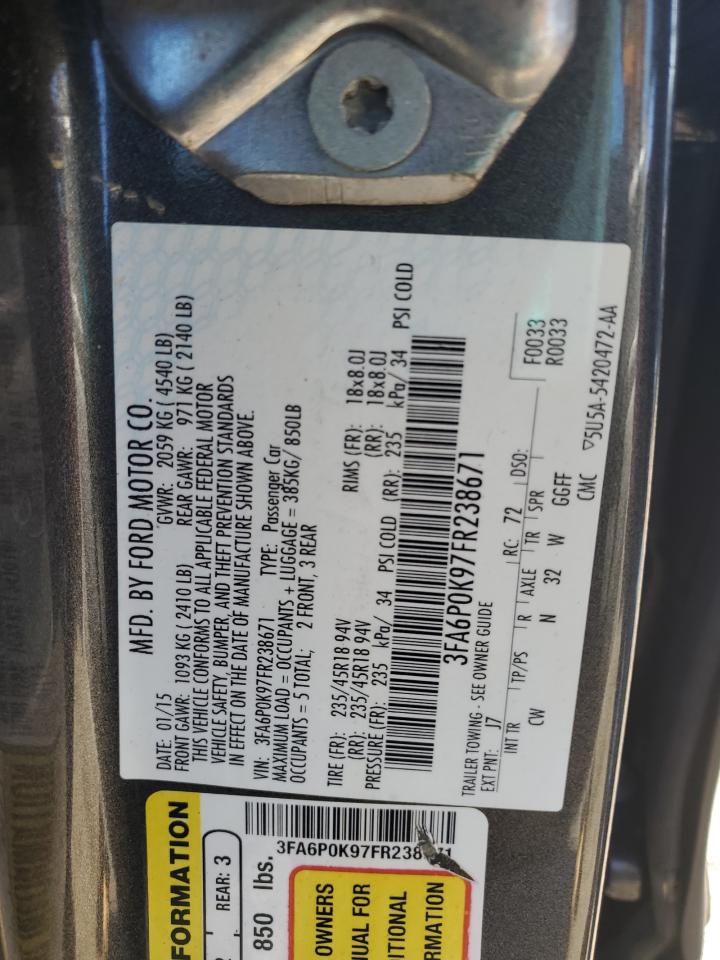 MFD. BY FORD MOTOR CO.
DATE: 01/15 GVWR: 2059 KG ( 4540 LB)
FRONT GAWR: 1093 KG ( 2410 LB) REAR GAWR: 971 KG ( 2140 LB)
THIS VEHICLE CONFORMS TO ALL APPLICABLE FEDERAL MOTOR
VEHICLE SAFETY, BUMPER, AND THEFT PREVENTION STANDARDS
IN EFFECT ON THE DATE OF MANUFACTURE SHOWN ABOVE.
VIN: 3FA6P0K97FR238671 TYPE: Passenger Car
MAXIMUM LOAD = OCCUPANTS + LUGGAGE = 385KG/ 850LB
OCCUPANTS = 5 TOTAL; 2 FRONT, 3 REAR
TIRE (FR): 235/45R18 94V RIMS (FR): 18x8.0J
(RR): 235/45R18 94V (RR): 18x8.0J
PRESSURE (FR): 235 kPa/ 34 PSI COLD (RR): 235 kPa/ 34 PSI COLD
3FA6P0K97FR238671
TRAILER TOWING - SEE OWNER GUIDE
EXT PNT: J7 RC: 72 DSO: F0033
R0033
INT TR TP/PS R AXLE TR SPR
CW N 32 W GGFF
CMC ▽5U5A-5420472-AA
FORMATION
REAR: 3
850 lbs.
3FA6P0K97FR238 71
OWNERS
UAL FOR
ITIONAL
RMATION